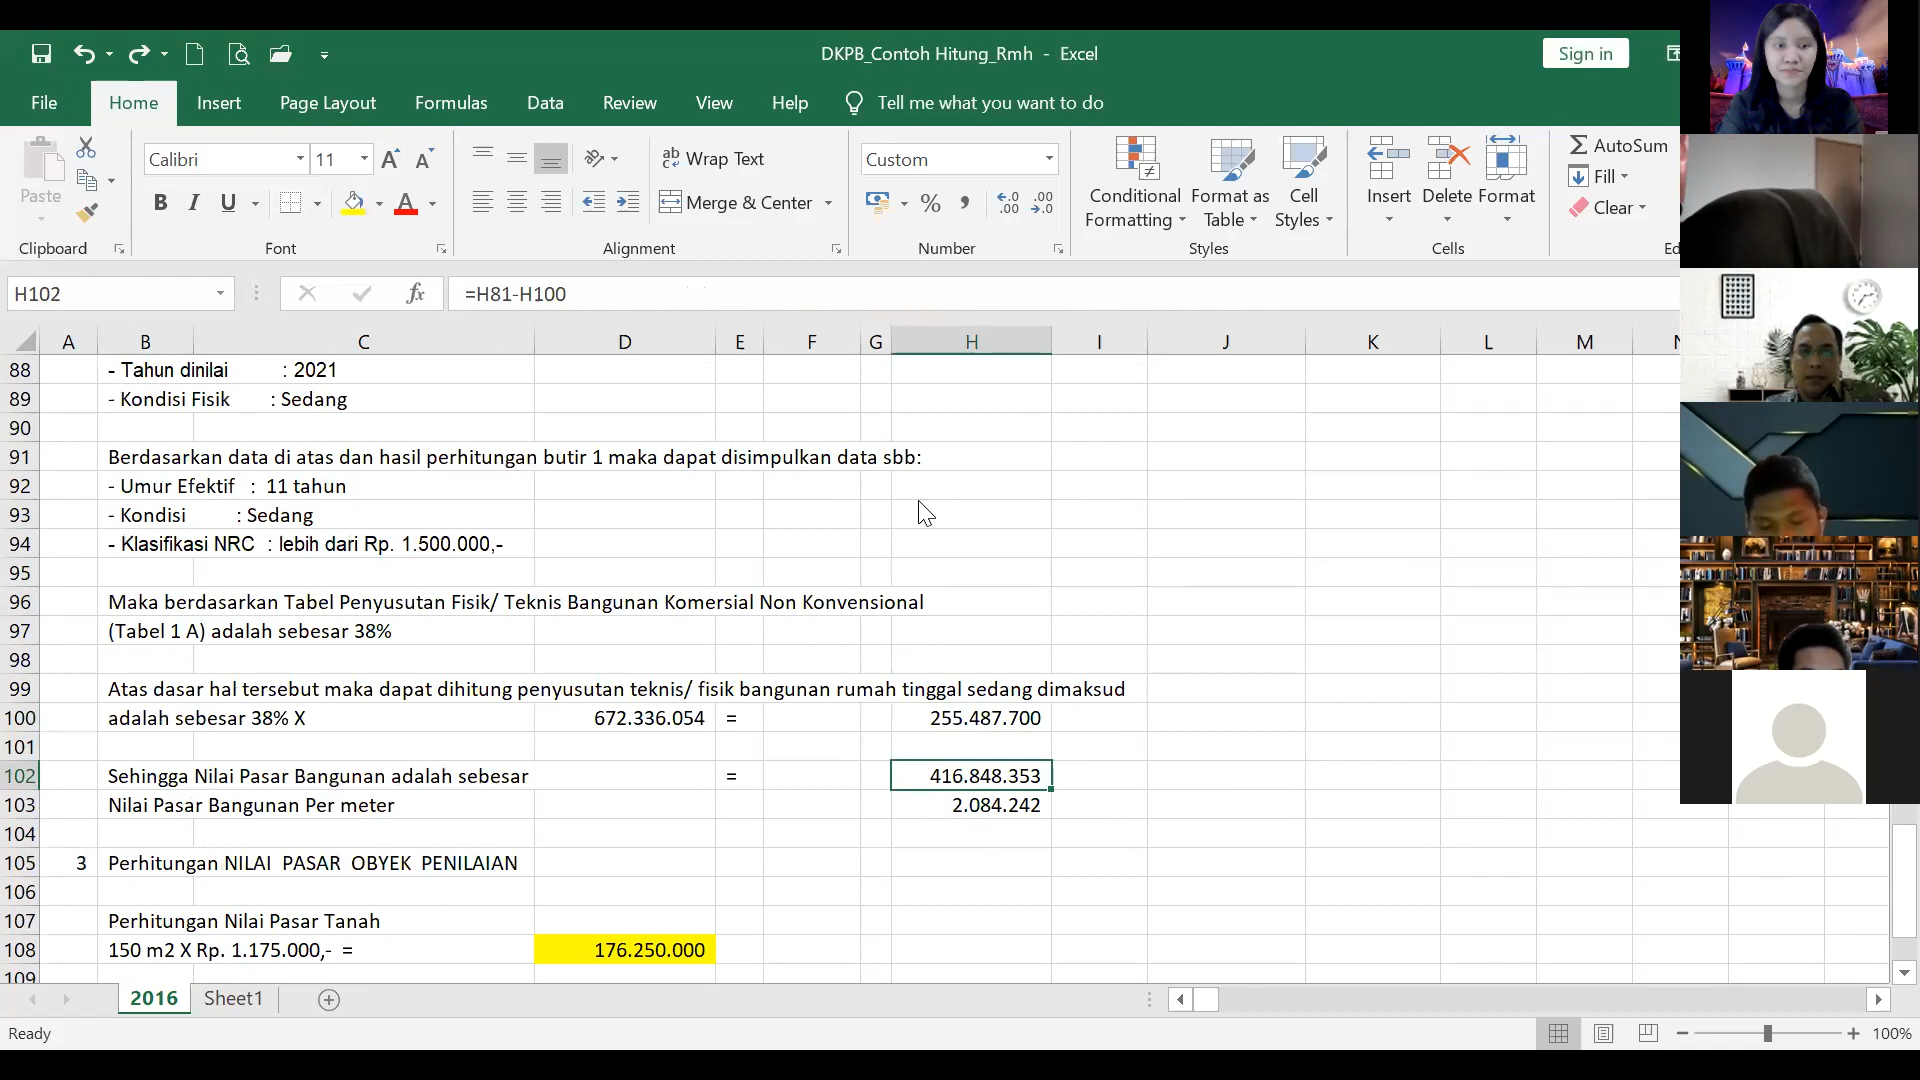 DKPB_Contoh Hitung_Rmh - Excel
Sign in
File Home Insert Page Layout Formulas Data Review View Help Tell me what you want to do
Paste
Clipboard
Calibri 11
B I U
Font
Wrap Text
Merge & Center
Alignment
Custom
Number
Conditional Formatting
Format as Table
Cell Styles
Styles
Insert Delete Format
Cells
AutoSum
Fill
Clear
H102
=H81-H100
A B C D E F G H I J K L M
88 - Tahun dinilai : 2021
89 - Kondisi Fisik : Sedang
90
91 Berdasarkan data di atas dan hasil perhitungan butir 1 maka dapat disimpulkan data sbb:
92 - Umur Efektif : 11 tahun
93 - Kondisi : Sedang
94 - Klasifikasi NRC : lebih dari Rp. 1.500.000,-
95
96 Maka berdasarkan Tabel Penyusutan Fisik/ Teknis Bangunan Komersial Non Konvensional
97 (Tabel 1 A) adalah sebesar 38%
98
99 Atas dasar hal tersebut maka dapat dihitung penyusutan teknis/ fisik bangunan rumah tinggal sedang dimaksud
100 adalah sebesar 38% X 672.336.054 = 255.487.700
101
102 Sehingga Nilai Pasar Bangunan adalah sebesar = 416.848.353
103 Nilai Pasar Bangunan Per meter 2.084.242
104
105 3 Perhitungan NILAI PASAR OBYEK PENILAIAN
106
107 Perhitungan Nilai Pasar Tanah
108 150 m2 X Rp. 1.175.000,- = 176.250.000
109
2016 Sheet1
Ready
100%